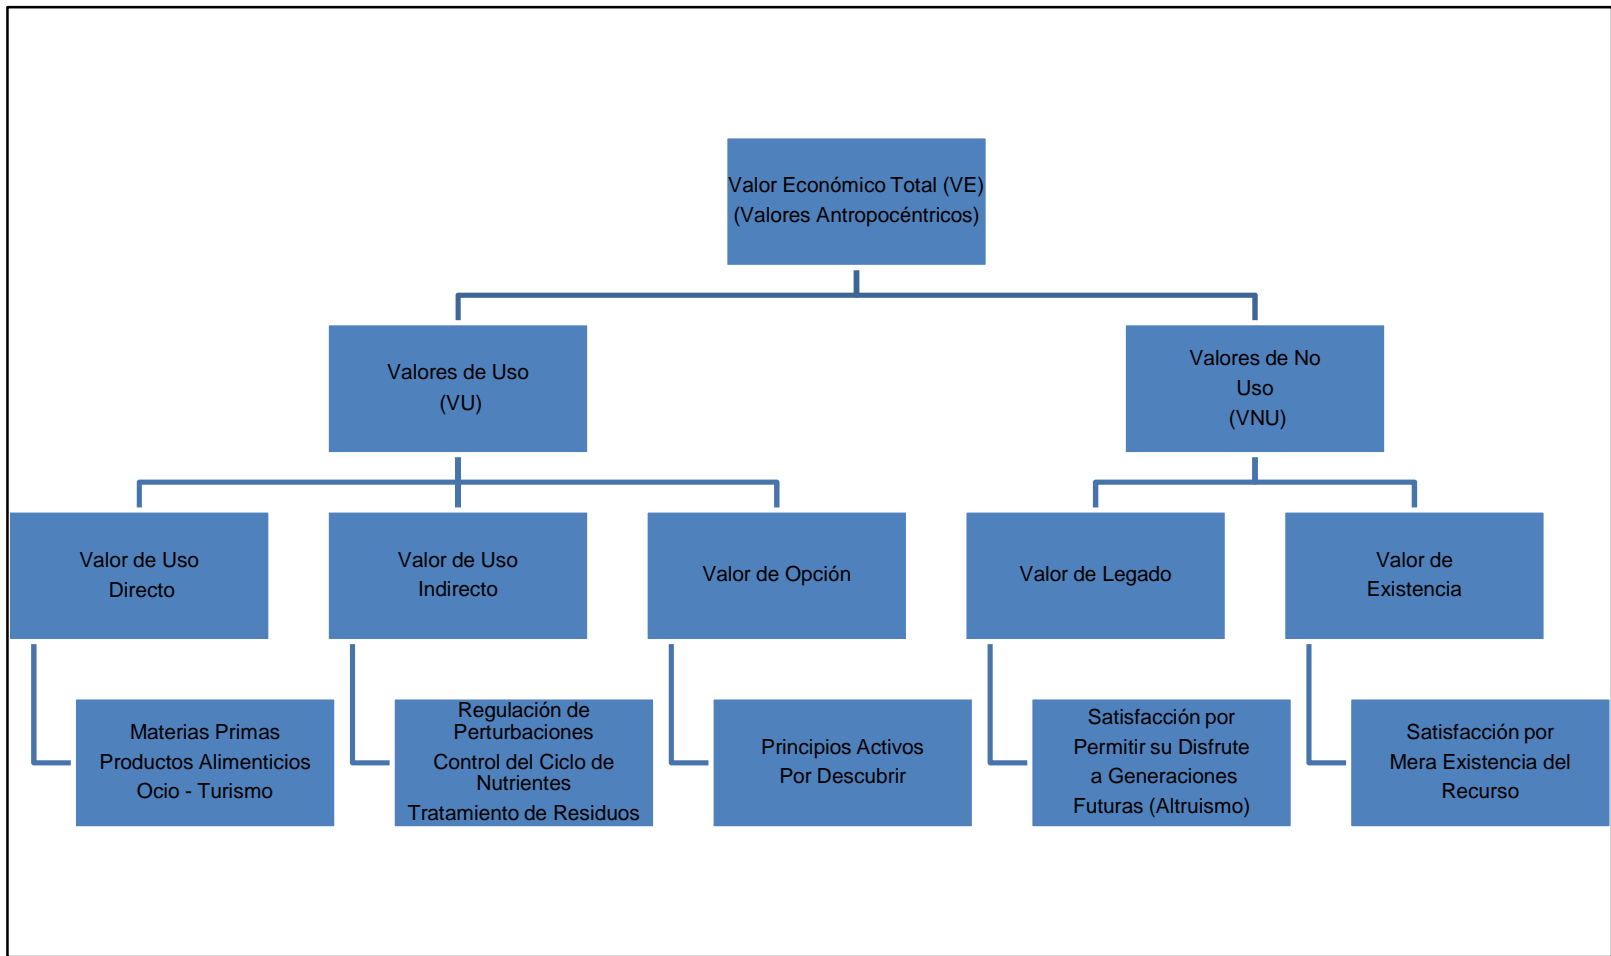 Valor Económico Total (VE)
(Valores Antropocéntricos)
Valores de Uso
(VU)
Valores de No
Uso
(VNU)
Valor de Uso
Directo
Valor de Uso
Indirecto
Valor de Opción
Valor de Legado
Valor de
Existencia
Materias Primas
Productos Alimenticios
Ocio - Turismo
Regulación de
Perturbaciones
Control del Ciclo de
Nutrientes
Tratamiento de Residuos
Principios Activos
Por Descubrir
Satisfacción por
Permitir su Disfrute
a Generaciones
Futuras (Altruismo)
Satisfacción por
Mera Existencia del
Recurso